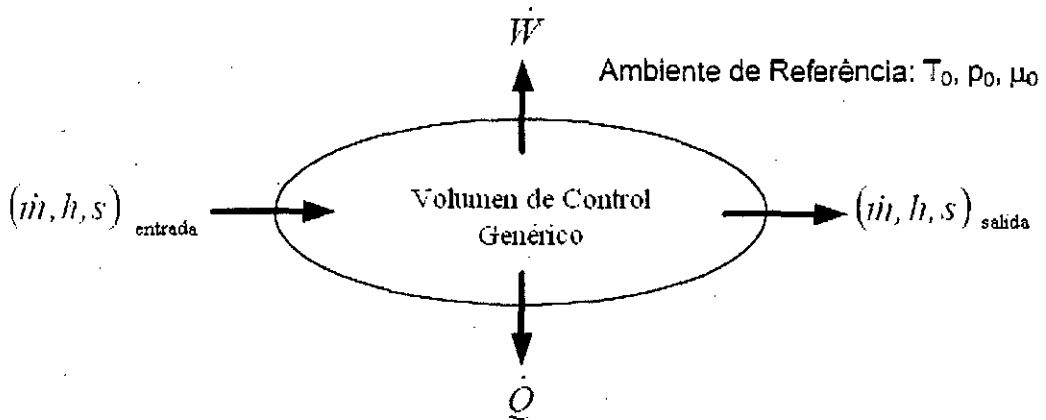 Ẇ
Ambiente de Referência: T₀, p₀, μ₀
(ṁ, h, s) entrada
Volumen de Control
Genérico
(ṁ, h, s) salida
Q̇